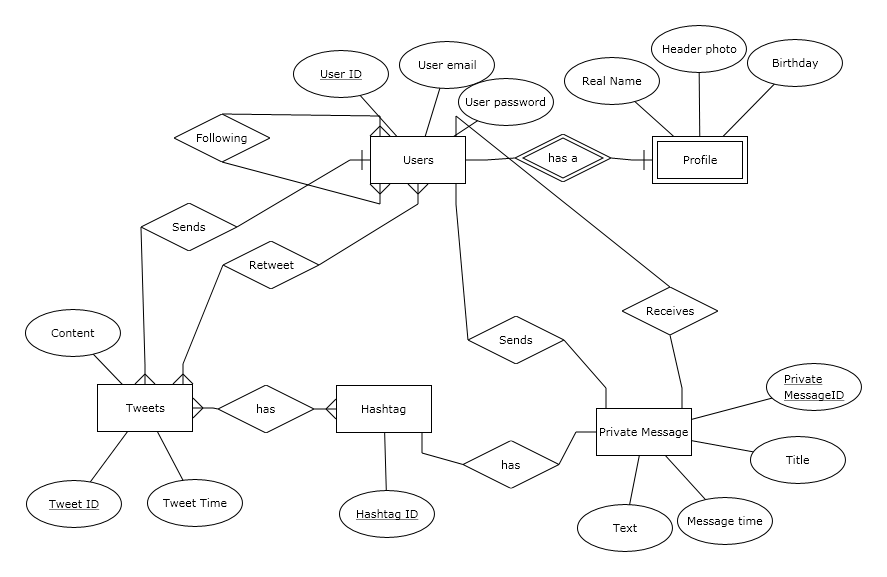 Header photo
User email
Birthday
User ID
Real Name
User password
Following
Users
has a
Profile
Sends
Retweet
Receives
Content
Sends
Private
MessageID
Tweets
has
Hashtag
Private Message
Title
has
Tweet ID
Tweet Time
Hashtag ID
Text
Message time